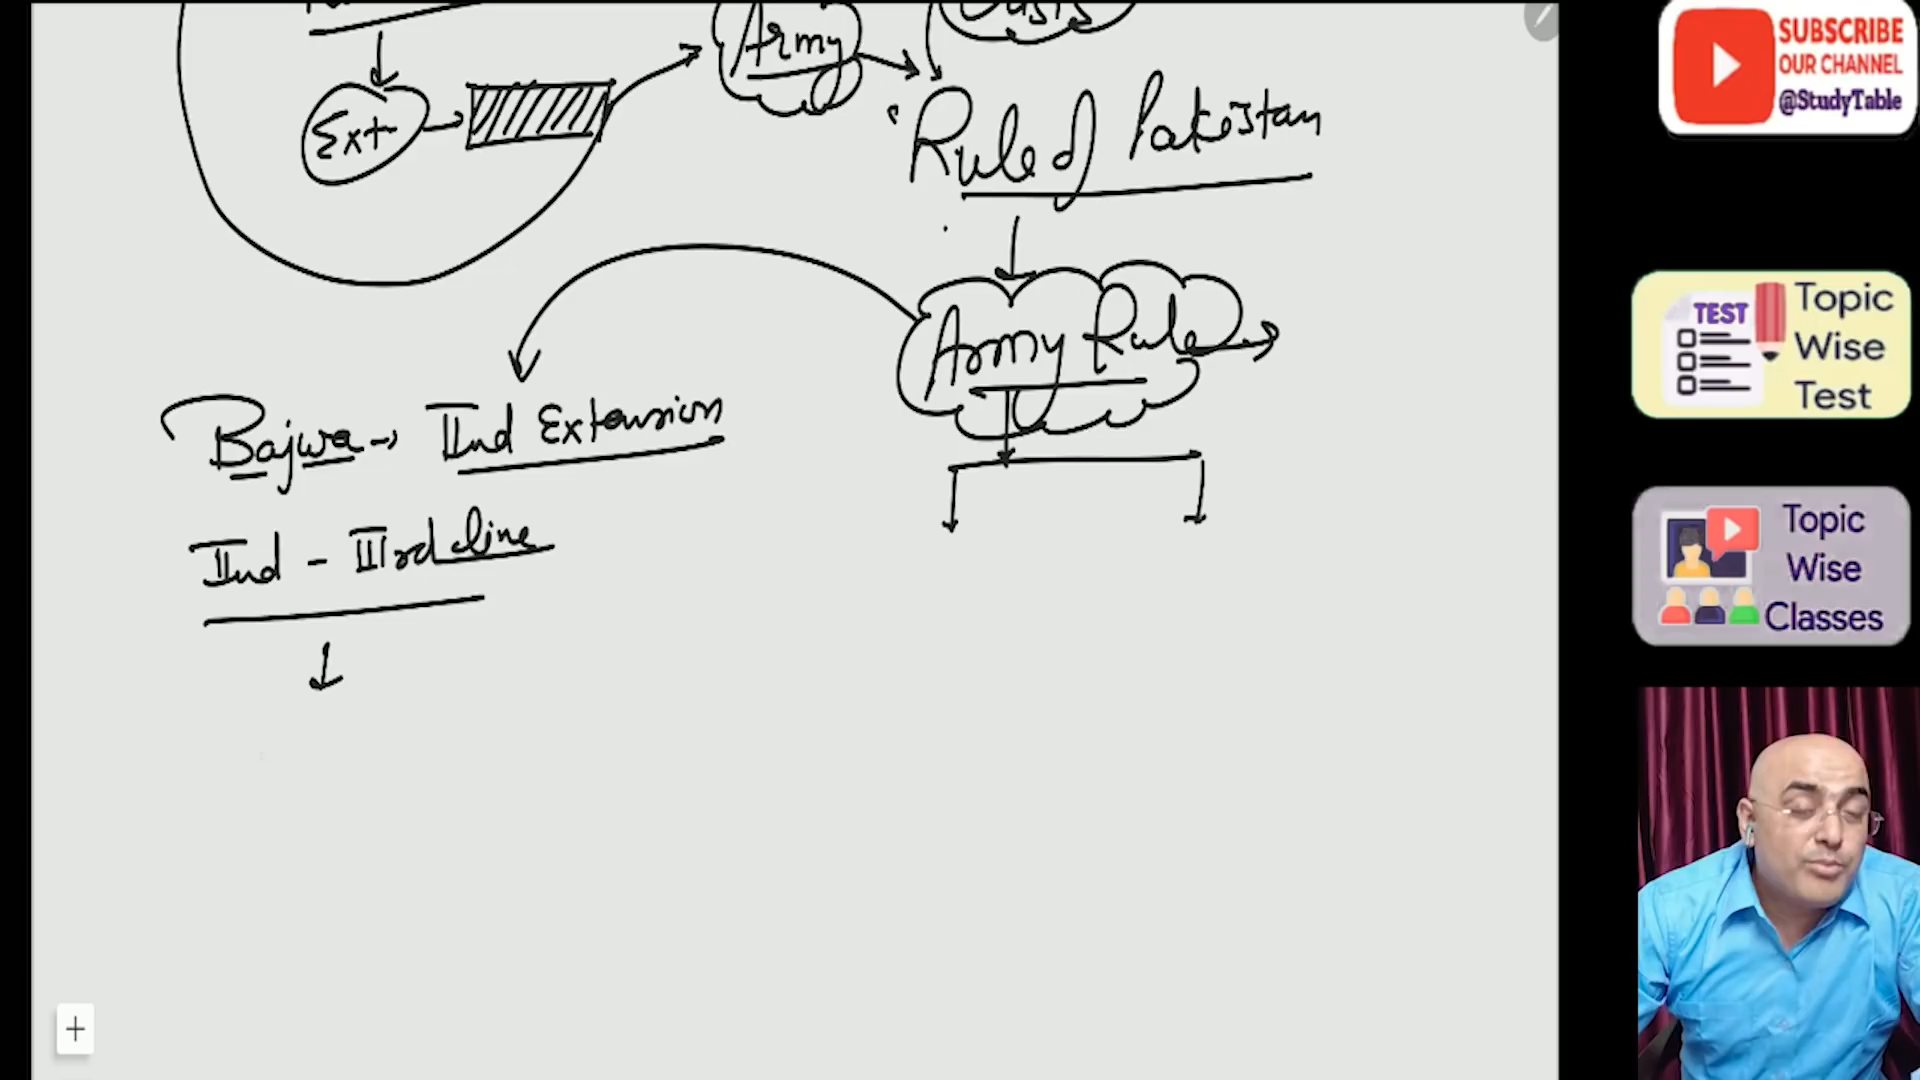 Army
Ext
Rule of Pakistan
Army Rule
Bajwa → IInd Extension
IInd - IIIrd line
+
SUBSCRIBE
OUR CHANNEL
@StudyTable
TEST
Topic
Wise
Test
Topic
Wise
Classes